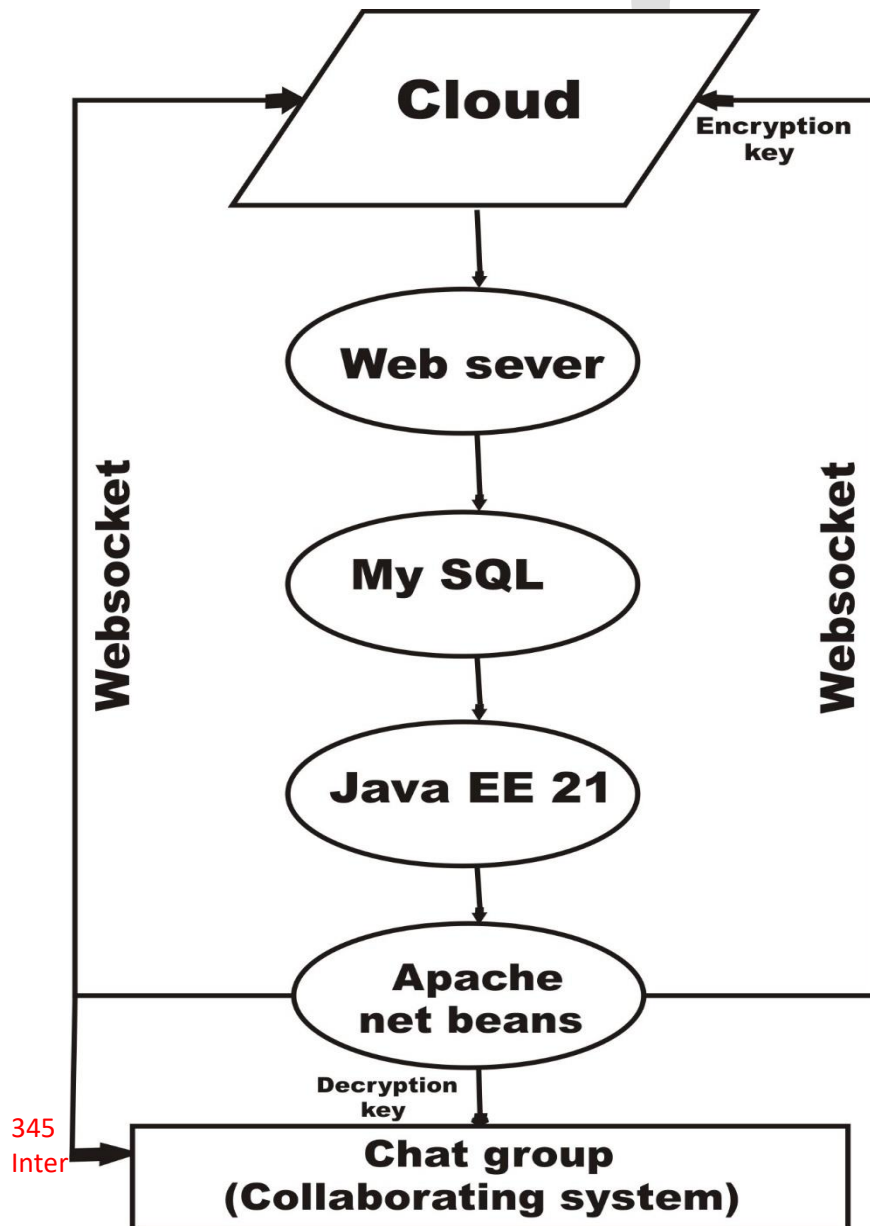 Cloud
Encryption
key
Web sever
Websocket
Websocket
My SQL
Java EE 21
Apache
net beans
Decryption
key
345
Inter
Chat group
(Collaborating system)